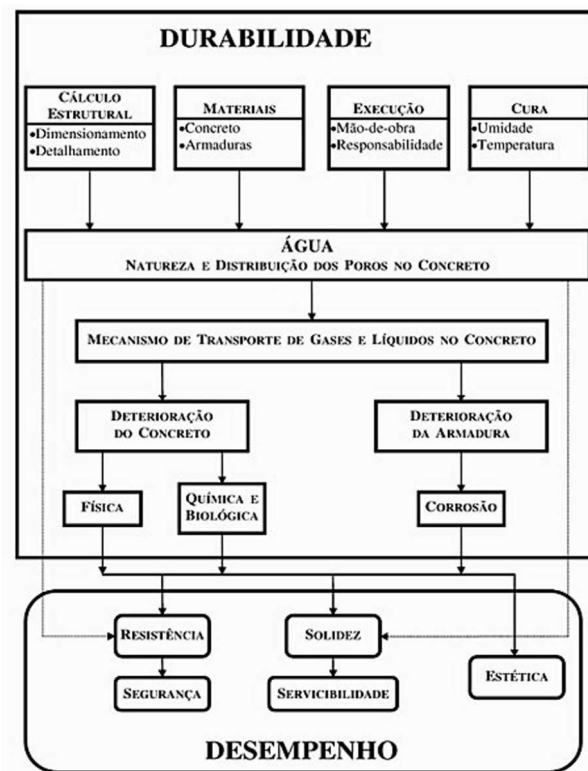 DURABILIDADE
CÁLCULO
ESTRUTURAL
•Dimensionamento
•Detalhamento
MATERIAIS
•Concreto
•Armaduras
EXECUÇÃO
•Mão-de-obra
•Responsabilidade
CURA
•Umidade
•Temperatura
ÁGUA
NATUREZA E DISTRIBUIÇÃO DOS POROS NO CONCRETO
MECANISMO DE TRANSPORTE DE GASES E LÍQUIDOS NO CONCRETO
DETERIORAÇÃO
DO CONCRETO
DETERIORAÇÃO
DA ARMADURA
FÍSICA
QUÍMICA E
BIOLÓGICA
CORROSÃO
RESISTÊNCIA
SOLIDEZ
ESTÉTICA
SEGURANÇA
SERVICIBILIDADE
DESEMPENHO